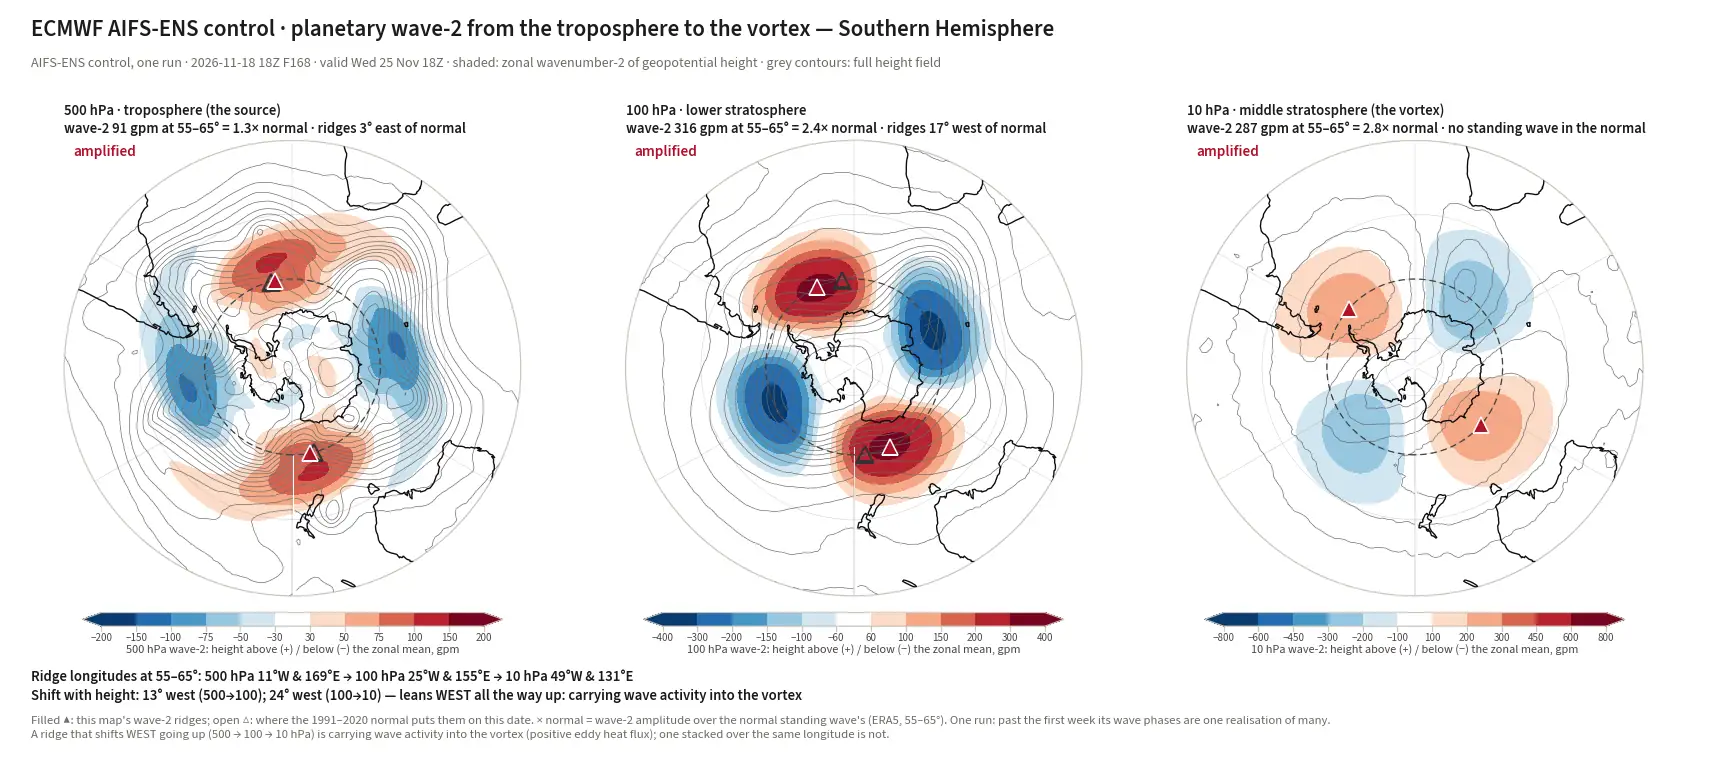 ECMWF AIFS-ENS control · planetary wave-2 from the troposphere to the vortex — Southern Hemisphere
AIFS-ENS control, one run · 2026-11-18 18Z F168 · valid Wed 25 Nov 18Z · shaded: zonal wavenumber-2 of geopotential height · grey contours: full height field
500 hPa · troposphere (the source)
wave-2 91 gpm at 55–65° = 1.3× normal · ridges 3° east of normal
amplified
100 hPa · lower stratosphere
wave-2 316 gpm at 55–65° = 2.4× normal · ridges 17° west of normal
amplified
10 hPa · middle stratosphere (the vortex)
wave-2 287 gpm at 55–65° = 2.8× normal · no standing wave in the normal
amplified
−200 −150 −100 −75 −50 −30 30 50 75 100 150 200
500 hPa wave-2: height above (+) / below (−) the zonal mean, gpm
−400 −300 −200 −150 −100 −60 60 100 150 200 300 400
100 hPa wave-2: height above (+) / below (−) the zonal mean, gpm
−800 −600 −450 −300 −200 −100 100 200 300 450 600 800
10 hPa wave-2: height above (+) / below (−) the zonal mean, gpm
Ridge longitudes at 55–65°: 500 hPa 11°W & 169°E → 100 hPa 25°W & 155°E → 10 hPa 49°W & 131°E
Shift with height: 13° west (500→100); 24° west (100→10) — leans WEST all the way up: carrying wave activity into the vortex
Filled ▲: this map's wave-2 ridges; open △: where the 1991–2020 normal puts them on this date. × normal = wave-2 amplitude over the normal standing wave's (ERA5, 55–65°). One run: past the first week its wave phases are one realisation of many.
A ridge that shifts WEST going up (500 → 100 → 10 hPa) is carrying wave activity into the vortex (positive eddy heat flux); one stacked over the same longitude is not.